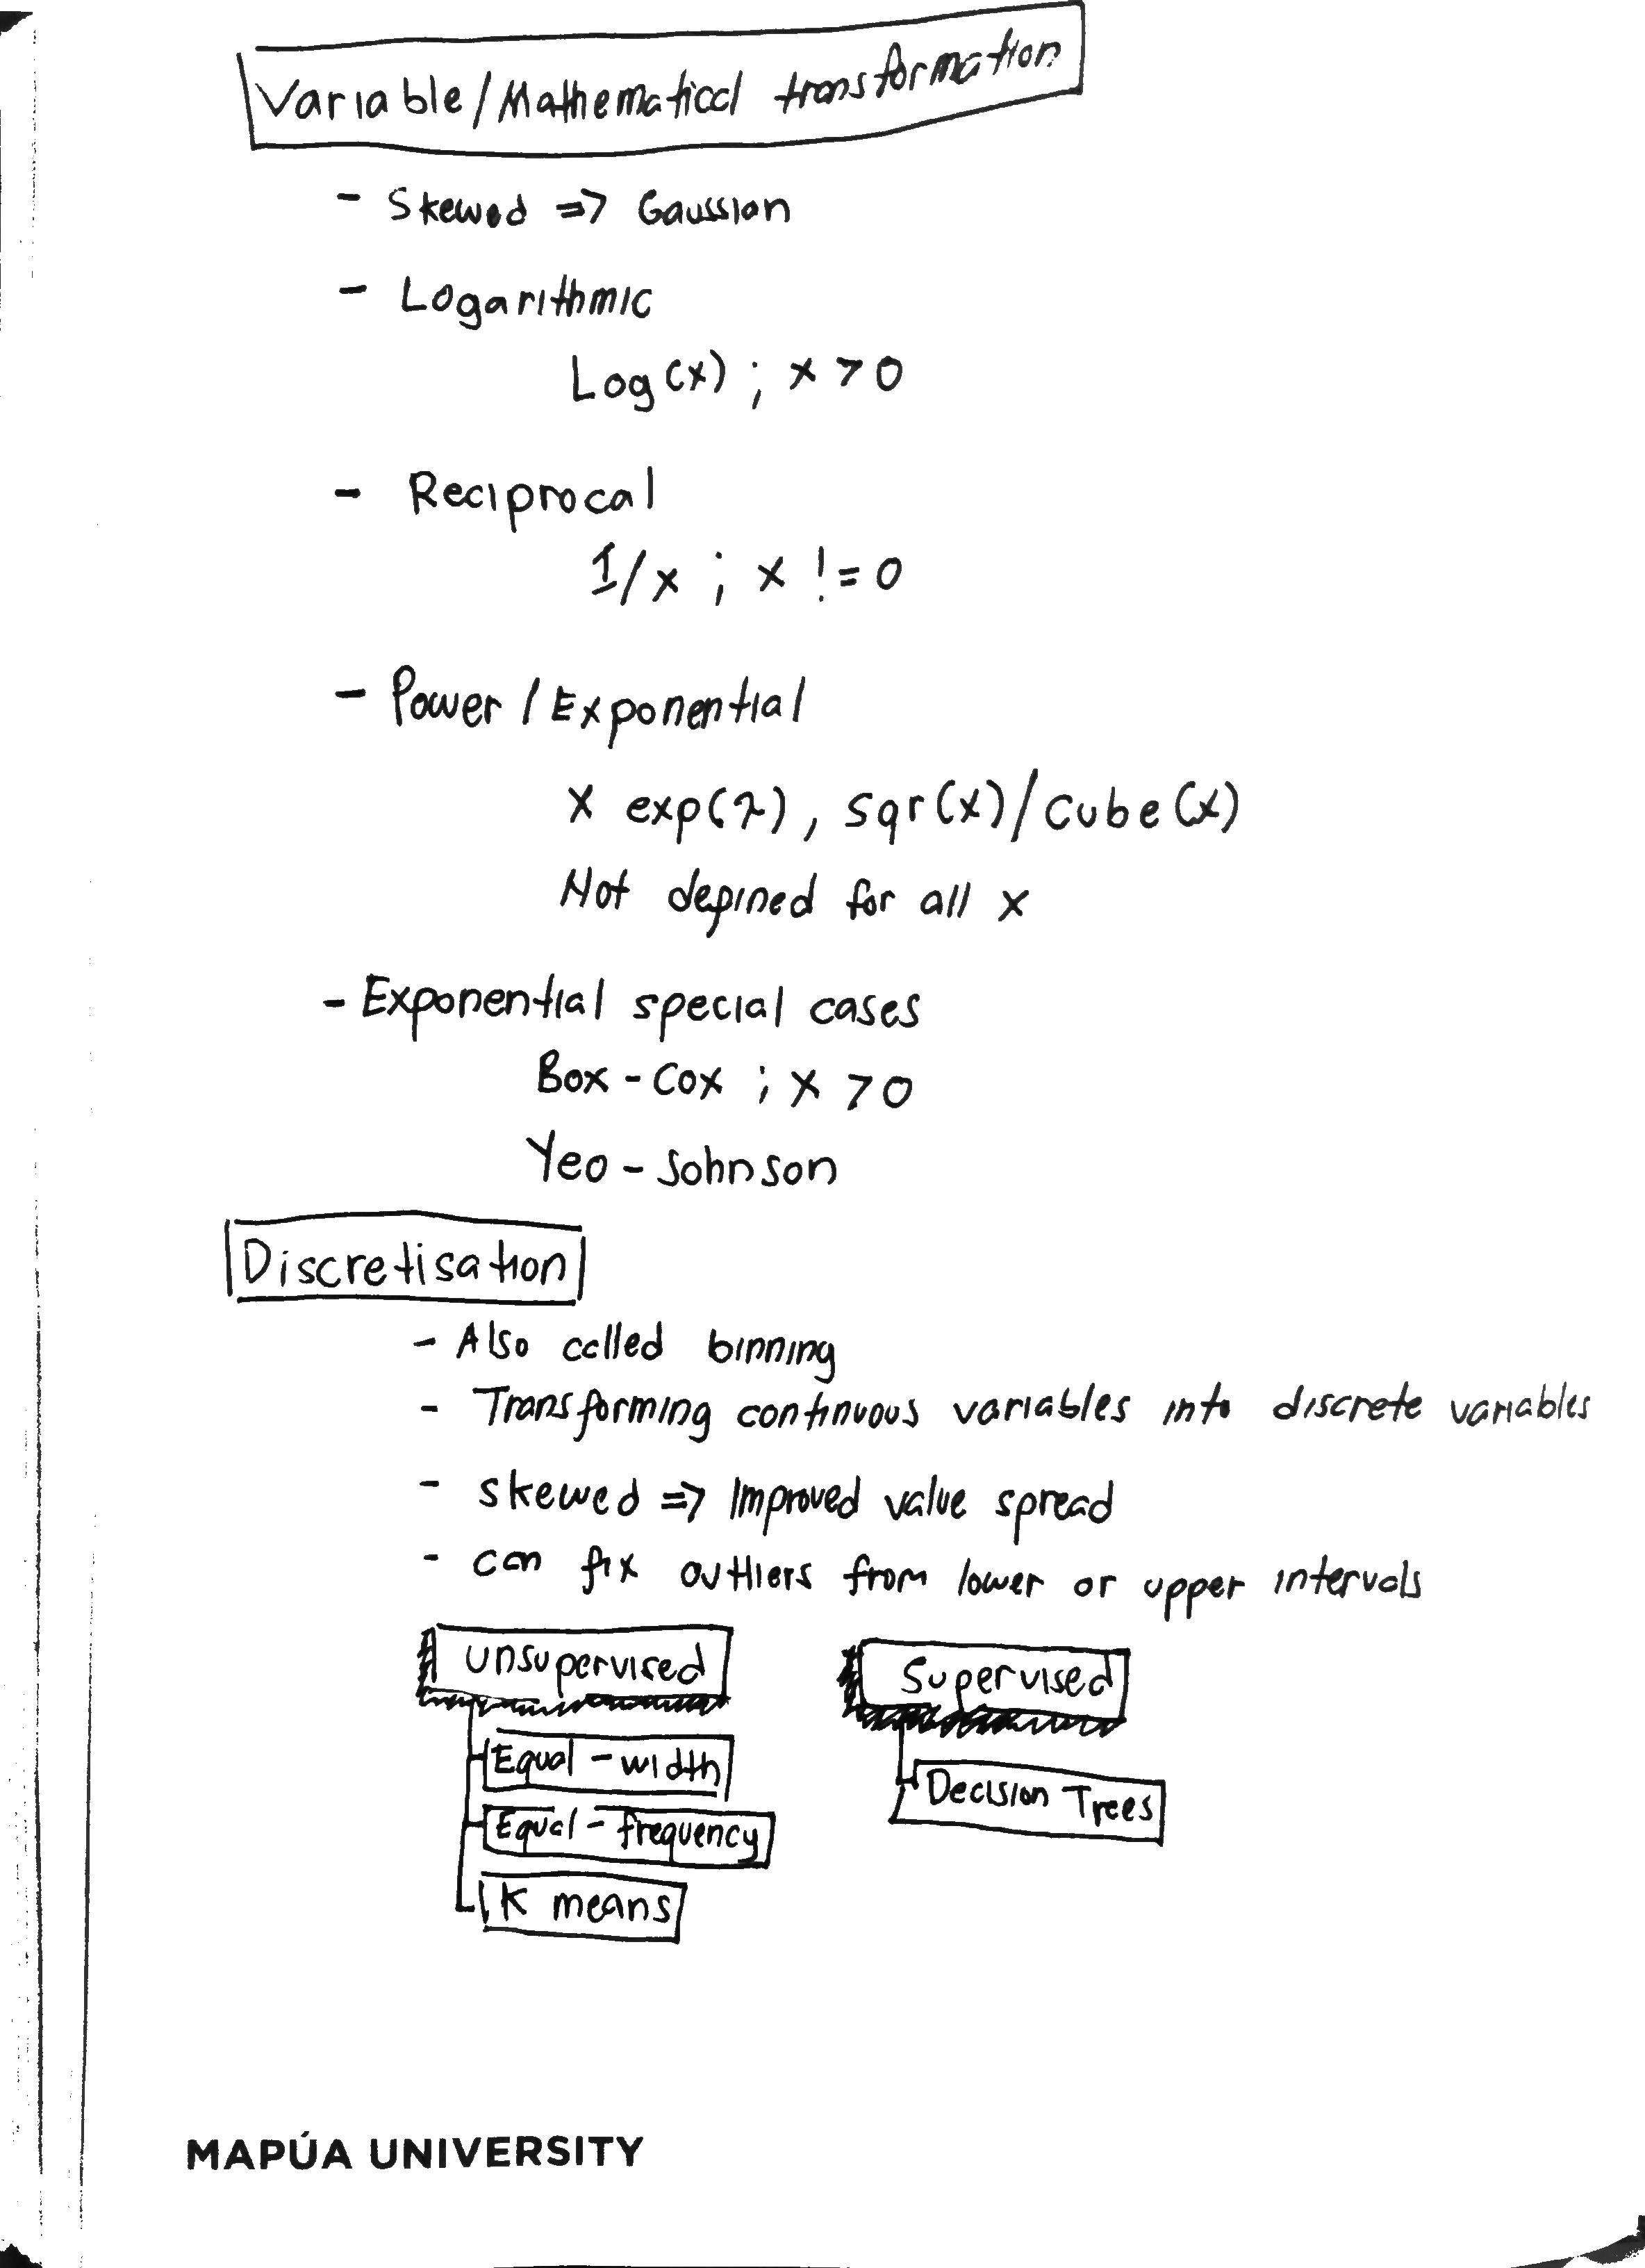 Variable/Mathematical transformation
- Skewed => Gaussian
- Logarithmic
Log(x) ; x > 0
- Reciprocal
1/x ; x != 0
- Power / Exponential
X exp(λ), sqr(x)/cube(x)
Not defined for all x
- Exponential special cases
Box - Cox ; x > 0
Yeo - Johnson
Discretisation
- Also called binning
- Transforming continuous variables into discrete variables
- skewed => Improved value spread
- can fix outliers from lower or upper intervals
Unsupervised Supervised
Equal - width
Decision Trees
Equal - frequency
K means
MAPÚA UNIVERSITY